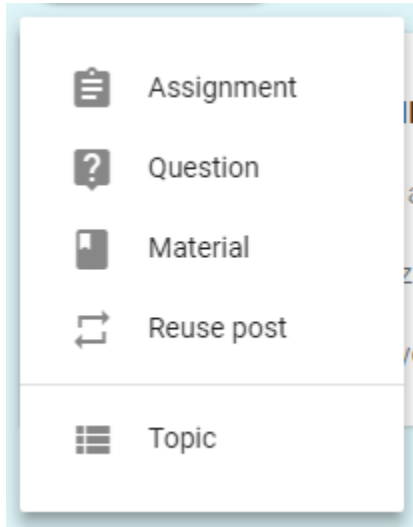 Assignment
Question
Material
Reuse post
Topic